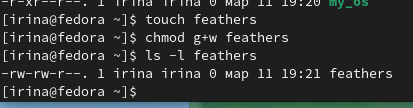 -r-xr--r--. 1 irina irina 0 мар 11 19:20 my_os
[irina@fedora ~]$ touch feathers
[irina@fedora ~]$ chmod g+w feathers
[irina@fedora ~]$ ls -l feathers
-rw-rw-r--. 1 irina irina 0 мар 11 19:21 feathers
[irina@fedora ~]$